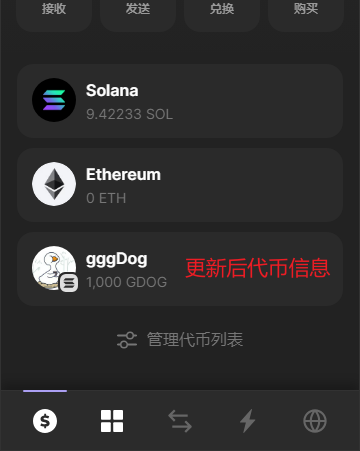 接收 发送 兑换 购买
Solana
9.42233 SOL
Ethereum
0 ETH
gggDog
1,000 GDOG
更新后代币信息
管理代币列表